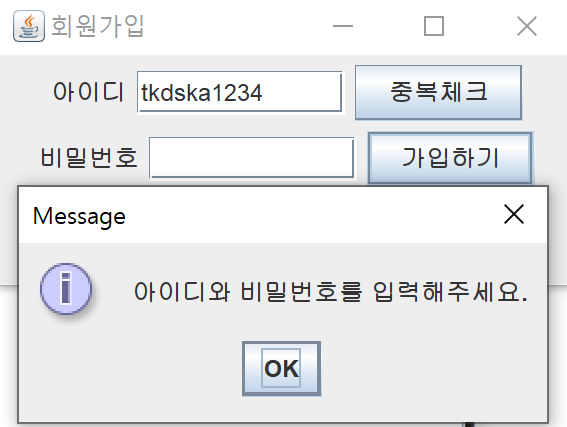 회원가입
아이디 tkdska1234 중복체크
비밀번호 가입하기
Message
아이디와 비밀번호를 입력해주세요.
OK